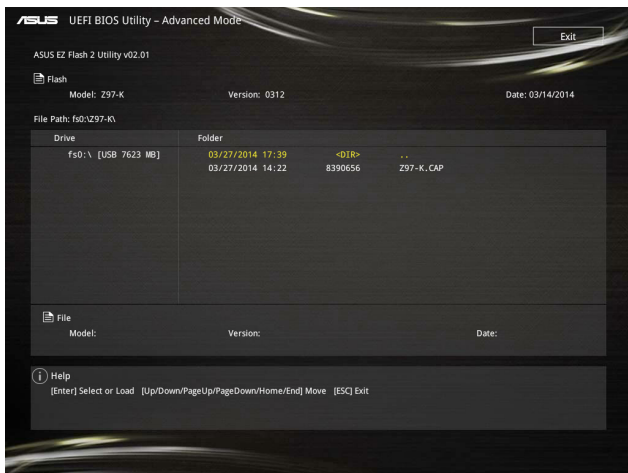 ASUS UEFI BIOS Utility – Advanced Mode
Exit
ASUS EZ Flash 2 Utility v02.01
Flash
Model: Z97-K Version: 0312 Date: 03/14/2014
File Path: fs0:\Z97-K\
Drive Folder
fs0:\ [USB 7623 MB] 03/27/2014 17:39 <DIR> ..
03/27/2014 14:22 8390656 Z97-K.CAP
File
Model: Version: Date:
Help
[Enter] Select or Load [Up/Down/PageUp/PageDown/Home/End] Move [ESC] Exit